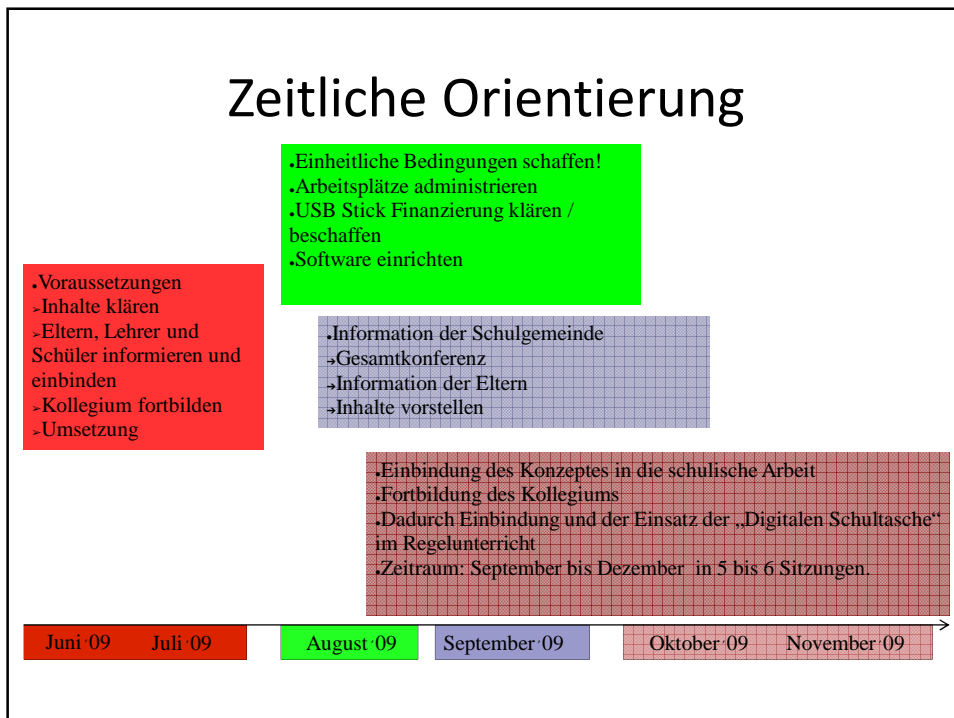 Zeitliche Orientierung
•Einheitliche Bedingungen schaffen!
•Arbeitsplätze administrieren
•USB Stick Finanzierung klären /
beschaffen
•Software einrichten
•Voraussetzungen
➢Inhalte klären
➢Eltern, Lehrer und
Schüler informieren und
einbinden
➢Kollegium fortbilden
➢Umsetzung
•Information der Schulgemeinde
➔Gesamtkonferenz
➔Information der Eltern
➔Inhalte vorstellen
•Einbindung des Konzeptes in die schulische Arbeit
•Fortbildung des Kollegiums
•Dadurch Einbindung und der Einsatz der „Digitalen Schultasche“
im Regelunterricht
•Zeitraum: September bis Dezember in 5 bis 6 Sitzungen.
Juni ´09 Juli ´09 August ´09 September ´09 Oktober ´09 November ´09